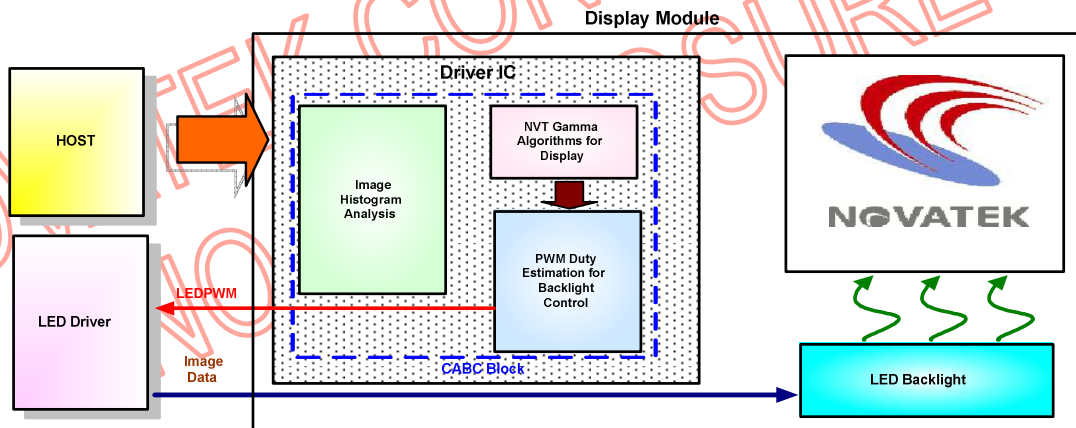 Display Module
Driver IC
HOST
NVT Gamma
Algorithms for
Display
Image
Histogram
Analysis
PWM Duty
Estimation for
Backlight
Control
NOVATEK
LEDPWM
LED Driver
Image
Data
CABC Block
LED Backlight